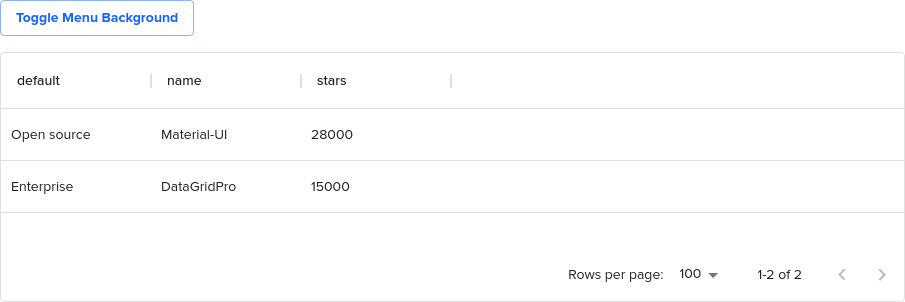 Toggle Menu Background
default name stars
Open source Material-UI 28000
Enterprise DataGridPro 15000
Rows per page: 100 1-2 of 2